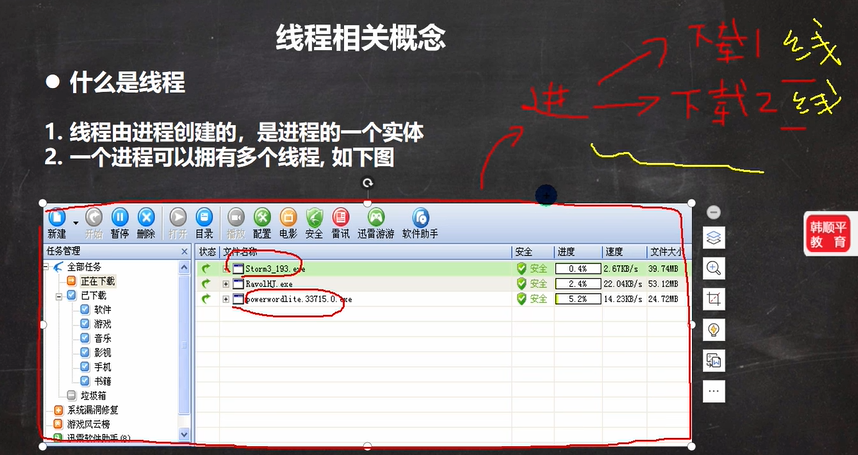 线程相关概念
下载1 线
什么是线程
进 下载2 线
1. 线程由进程创建的，是进程的一个实体
2. 一个进程可以拥有多个线程, 如下图
新建 开始 暂停 删除 打开 目录 播放 配置 电影 安全 雷讯 迅雷游游 软件助手
任务管理
状态 文件名称 安全 进度 速度 文件大小
全部任务
Storm3_193.exe 安全 0.4% 2.67KB/s 39.74MB
正在下载
RavolHJ.exe 安全 2.4% 22.04KB/s 53.12MB
已下载
powerwordlite.33715.0.exe 安全 5.2% 14.23KB/s 24.72MB
软件
游戏
音乐
影视
手机
书籍
垃圾箱
系统漏洞修复
游戏风云榜
迅雷软件助手(8)
韩顺平
教育